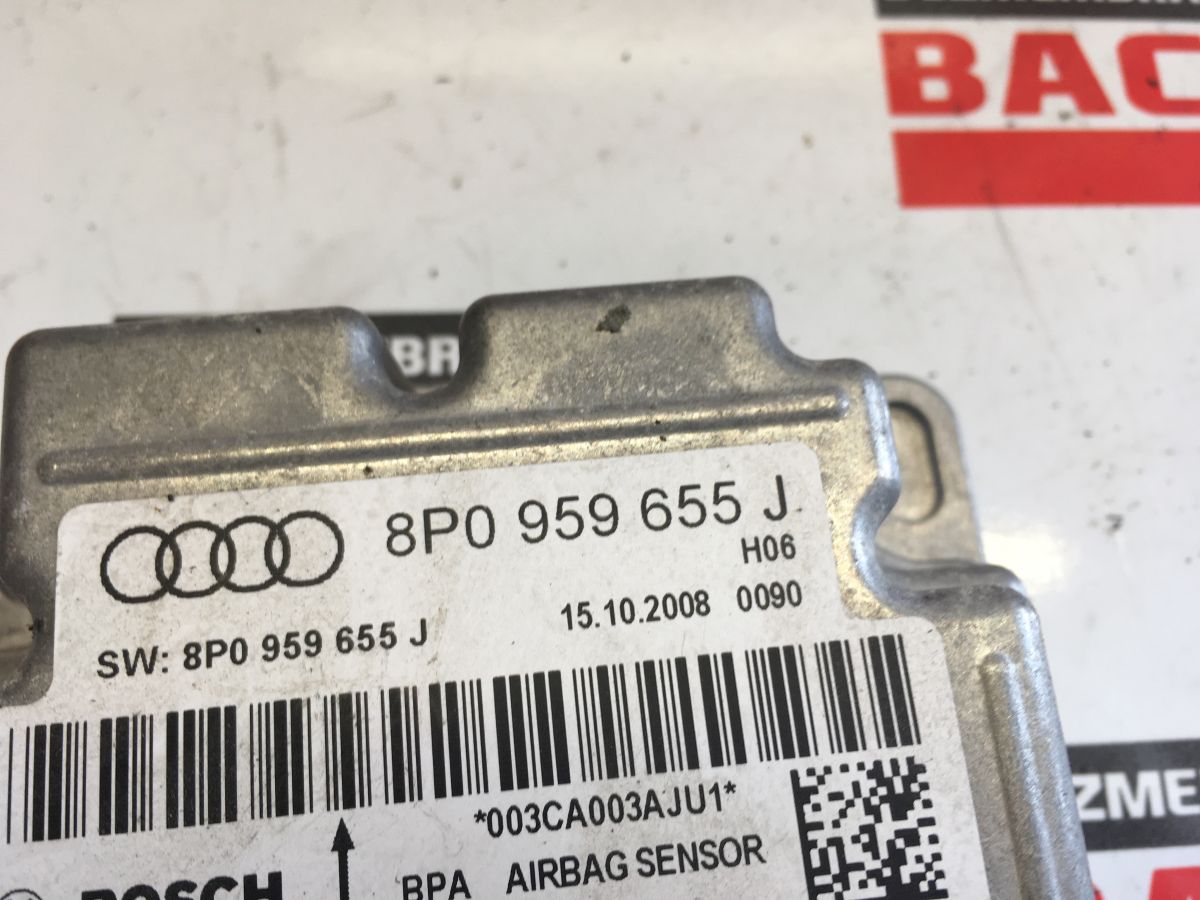 BAC
BR
8P0 959 655 J
H06
SW: 8P0 959 655 J
15.10.2008 0090
*003CA003AJU1*
ZME
BOSCH
BPA AIRBAG SENSOR